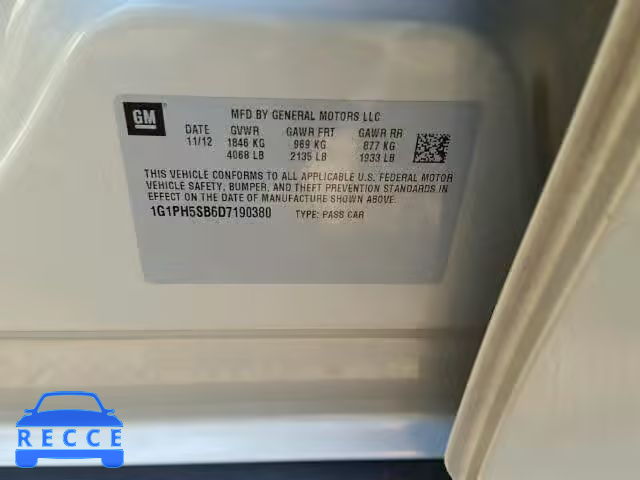 GM
MFD BY GENERAL MOTORS LLC
DATE GVWR GAWR FRT GAWR RR
11/12 1846 KG 969 KG 877 KG
4068 LB 2135 LB 1933 LB
THIS VEHICLE CONFORMS TO ALL APPLICABLE U.S. FEDERAL MOTOR
VEHICLE SAFETY, BUMPER, AND THEFT PREVENTION STANDARDS IN
EFFECT ON THE DATE OF MANUFACTURE SHOWN ABOVE.
1G1PH5SB6D7190380 TYPE: PASS CAR
RECCE